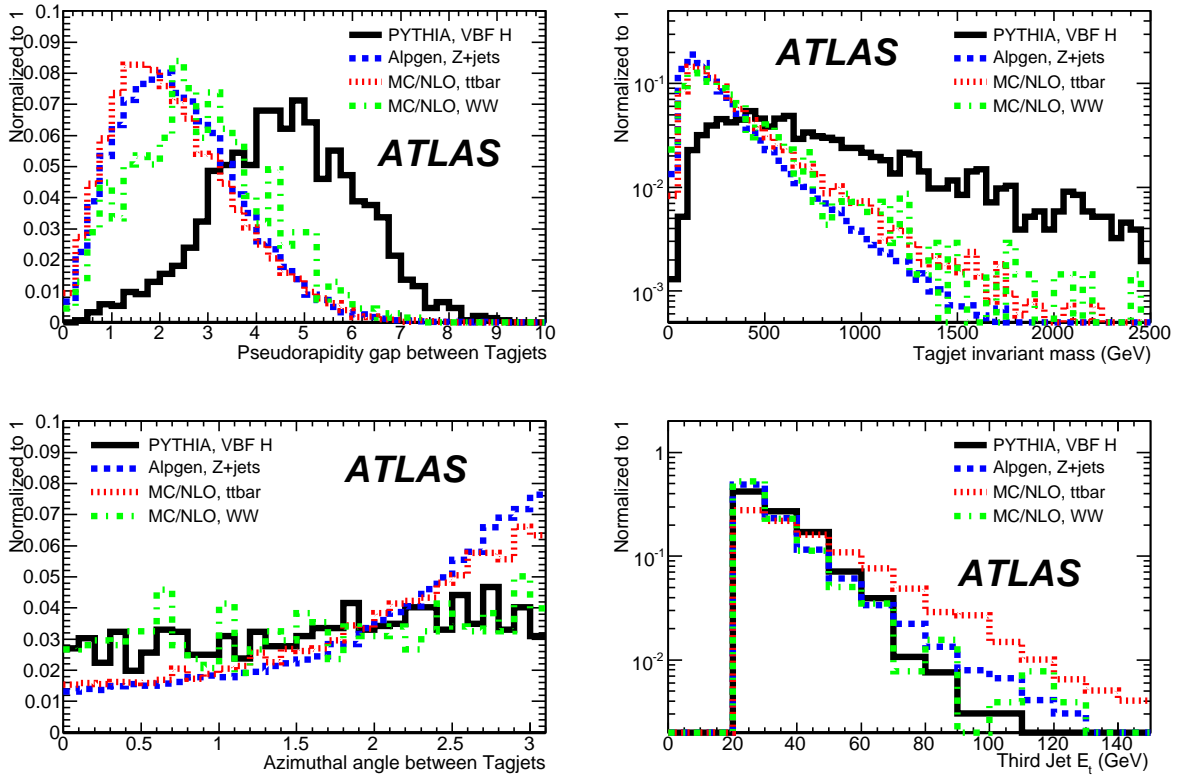 Normalized to 1
0.1
0.09
0.08
0.07
0.06
0.05
0.04
0.03
0.02
0.01
0
PYTHIA, VBF H
Alpgen, Z+jets
MC/NLO, ttbar
MC/NLO, WW
ATLAS
0 1 2 3 4 5 6 7 8 9 10
Pseudorapidity gap between Tagjets
Normalized to 1
10-1
10-2
10-3
ATLAS
PYTHIA, VBF H
Alpgen, Z+jets
MC/NLO, ttbar
MC/NLO, WW
0 500 1000 1500 2000 2500
Tagjet invariant mass (GeV)
Normalized to 1
0.1
0.09
0.08
0.07
0.06
0.05
0.04
0.03
0.02
0.01
0
PYTHIA, VBF H
Alpgen, Z+jets
MC/NLO, ttbar
MC/NLO, WW
ATLAS
0 0.5 1 1.5 2 2.5 3
Azimuthal angle between Tagjets
Normalized to 1
1
10-1
10-2
PYTHIA, VBF H
Alpgen, Z+jets
MC/NLO, ttbar
MC/NLO, WW
ATLAS
0 20 40 60 80 100 120 140
Third Jet Et (GeV)